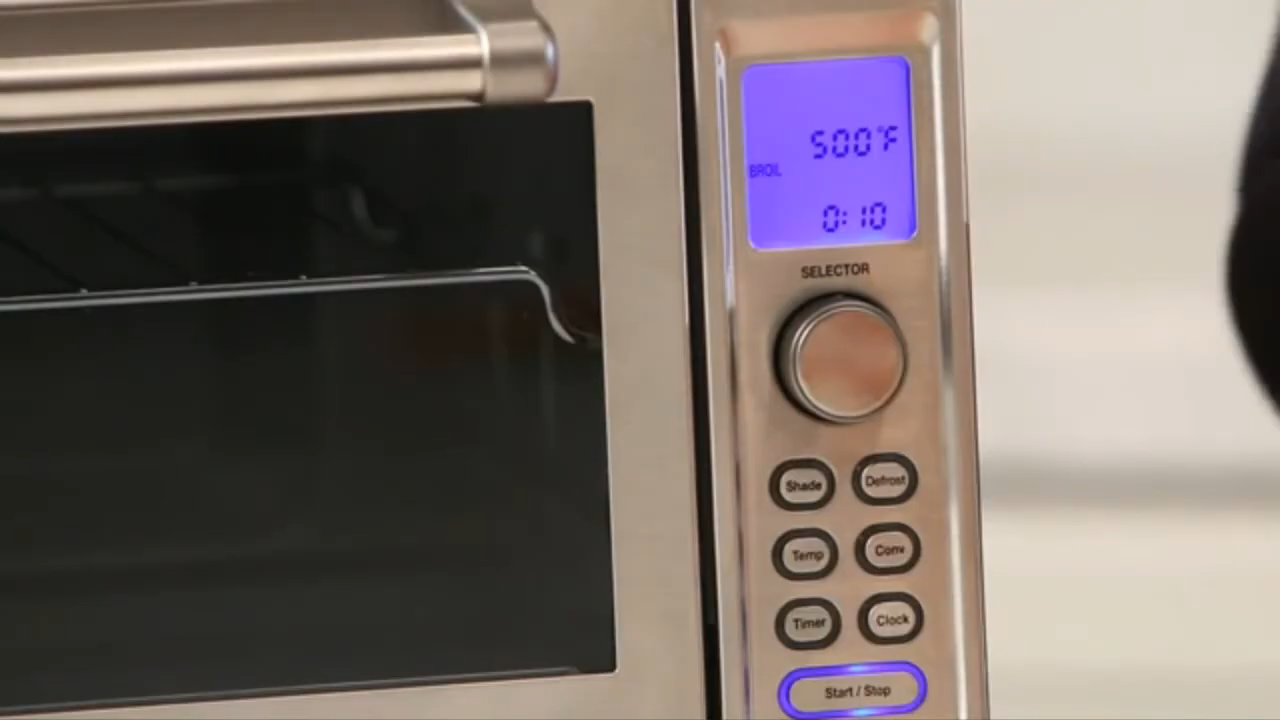 500°F
BROIL
0:10
SELECTOR
Shade Defrost
Temp Conv
Timer Clock
Start / Stop